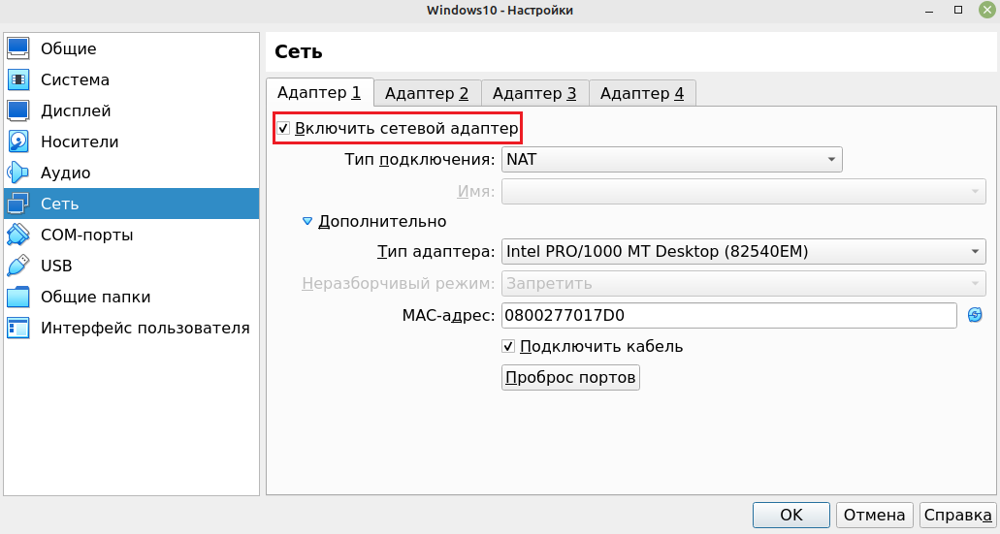 Windows10 - Настройки
Общие
Система
Дисплей
Носители
Аудио
Сеть
COM-порты
USB
Общие папки
Интерфейс пользователя
Сеть
Адаптер 1
Адаптер 2
Адаптер 3
Адаптер 4
Включить сетевой адаптер
Тип подключения: NAT
Имя:
Дополнительно
Тип адаптера: Intel PRO/1000 MT Desktop (82540EM)
Неразборчивый режим: Запретить
MAC-адрес: 0800277017D0
Подключить кабель
Проброс портов
OK
Отмена
Справка